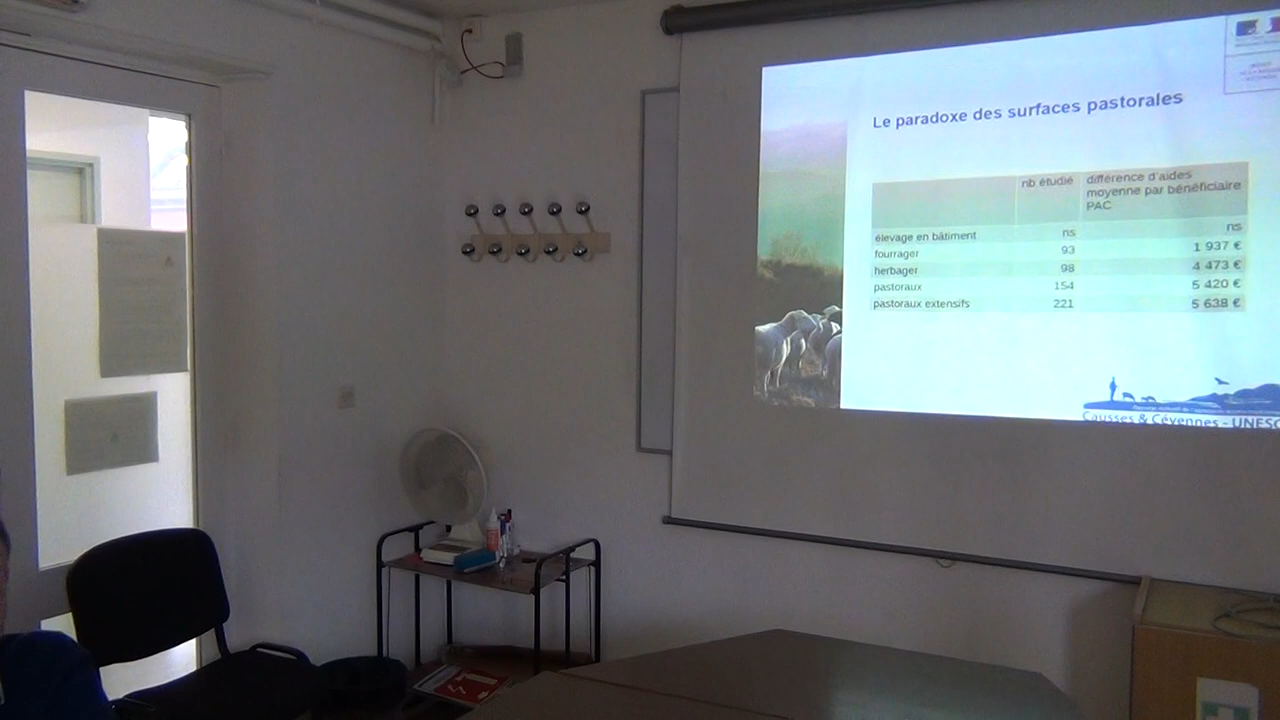 Le paradoxe des surfaces pastorales
nb étudié
différence d'aides
moyenne par bénéficiaire
PAC
élevage en bâtiment ns ns
fourrager 93 1 937 €
herbager 98 4 473 €
pastoraux 154 5 420 €
pastoraux extensifs 221 5 638 €
Causses & Cévennes - UNESC